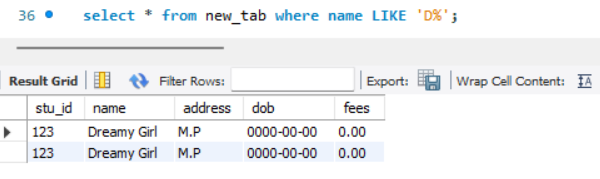 36 select * from new_tab where name LIKE 'D%';
Result Grid Filter Rows: Export: Wrap Cell Content: IA
stu_id name address dob fees
123 Dreamy Girl M.P 0000-00-00 0.00
123 Dreamy Girl M.P 0000-00-00 0.00